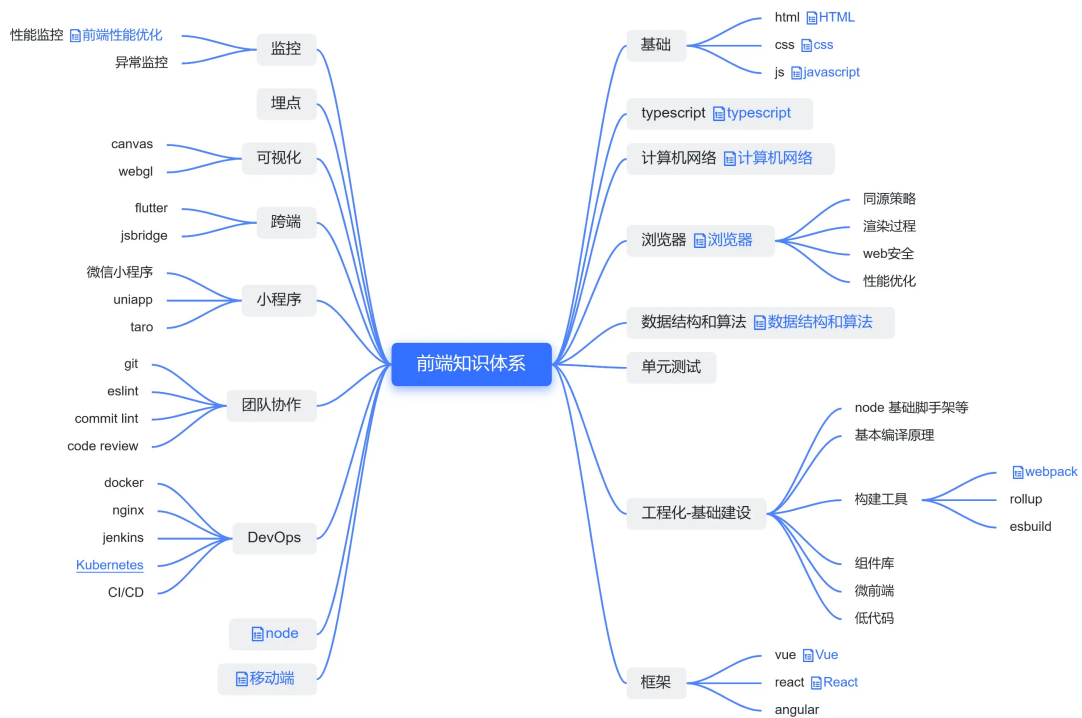 前端知识体系
性能监控 前端性能优化
异常监控
监控
埋点
canvas
webgl
可视化
flutter
jsbridge
跨端
微信小程序
uniapp
taro
小程序
git
eslint
commit lint
code review
团队协作
docker
nginx
jenkins
Kubernetes
CI/CD
DevOps
node
移动端
基础
html HTML
css css
js javascript
typescript typescript
计算机网络 计算机网络
浏览器 浏览器
同源策略
渲染过程
web安全
性能优化
数据结构和算法 数据结构和算法
单元测试
工程化-基础建设
node 基础脚手架等
基本编译原理
构建工具
webpack
rollup
esbuild
组件库
微前端
低代码
框架
vue Vue
react React
angular